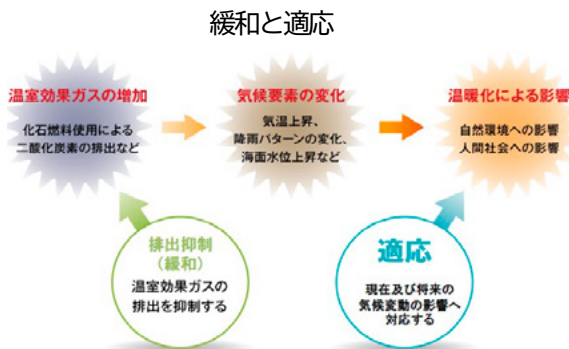 緩和と適応
温室効果ガスの増加
化石燃料使用による
二酸化炭素の排出など
気候要素の変化
気温上昇、
降雨パターンの変化、
海面水位上昇など
温暖化による影響
自然環境への影響
人間社会への影響
排出抑制
（緩和）
温室効果ガスの
排出を抑制する
適応
現在及び将来の
気候変動の影響へ
対応する